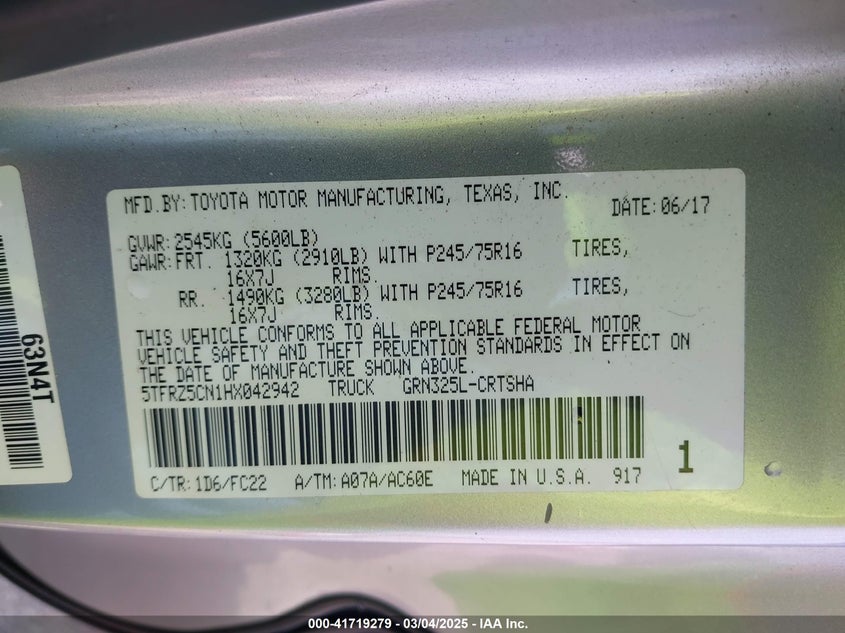 MFD.BY:TOYOTA MOTOR MANUFACTURING, TEXAS, INC. DATE:06/17
GVWR:2545KG (5600LB)
GAWR:FRT. 1320KG (2910LB) WITH P245/75R16 TIRES,
16X7J RIMS.
RR. 1490KG (3280LB) WITH P245/75R16 TIRES,
16X7J RIMS.
THIS VEHICLE CONFORMS TO ALL APPLICABLE FEDERAL MOTOR
VEHICLE SAFETY AND THEFT PREVENTION STANDARDS IN EFFECT ON
THE DATE OF MANUFACTURE SHOWN ABOVE.
5TFRZ5CN1HX042942 TRUCK GRN325L-CRTSHA
1
C/TR:1D6/FC22 A/TM:A07A/AC60E MADE IN U.S.A. 917
63N4T
000-41719279 - 03/04/2025 - IAA Inc.